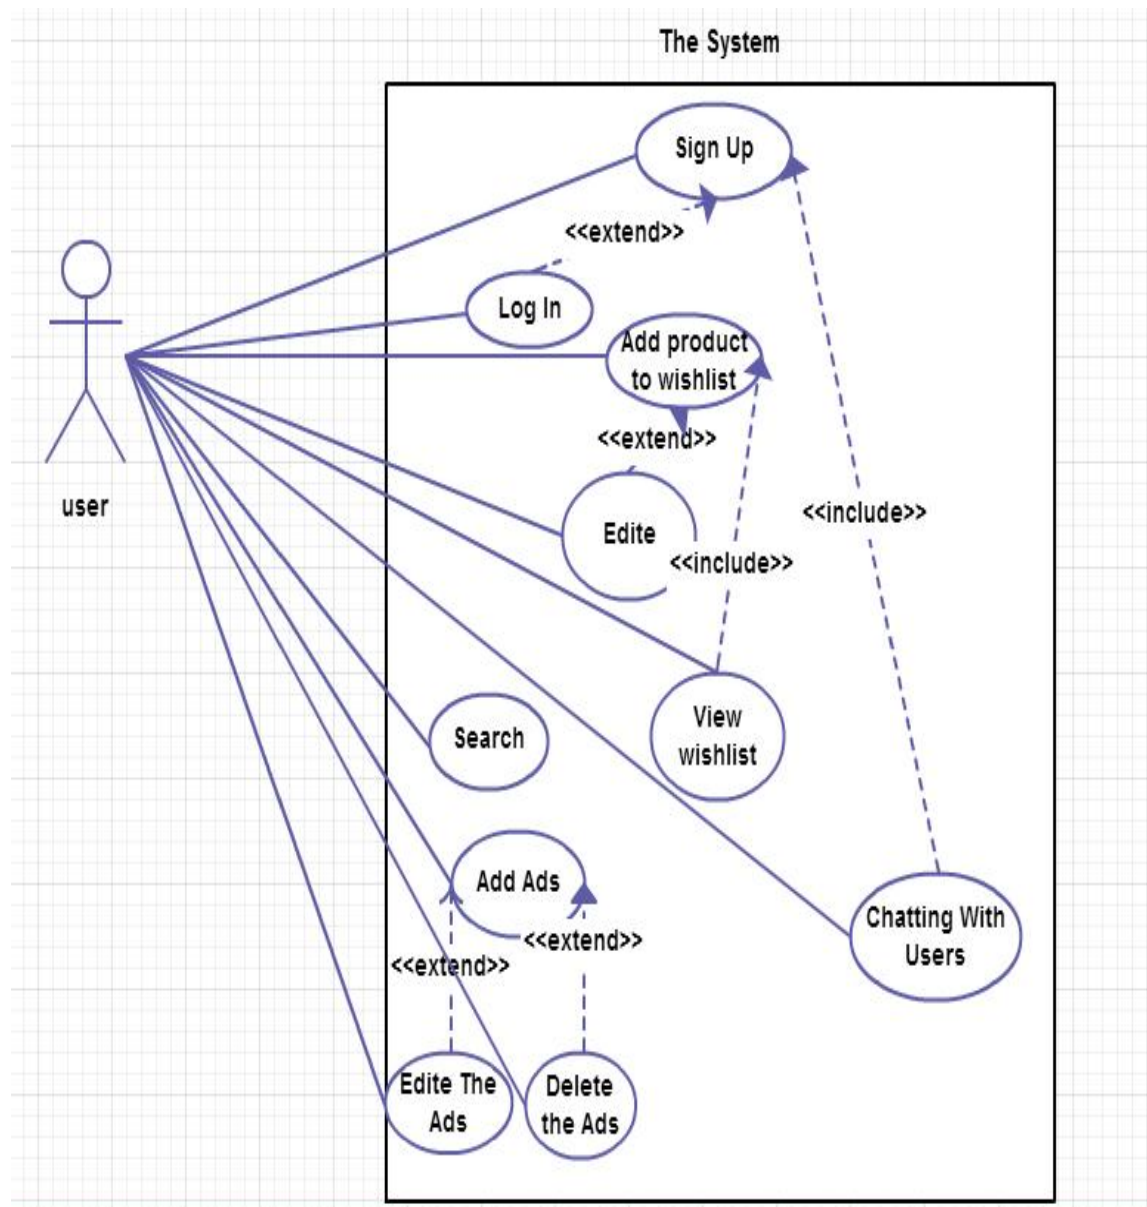 The System
Sign Up
<<extend>>
Log In
Add product
to wishlist
<<extend>>
user
<<include>>
Edite
<<include>>
View
wishlist
Search
Add Ads
Chatting With
Users
<<extend>>
<<extend>>
Edite The
Ads
Delete
the Ads